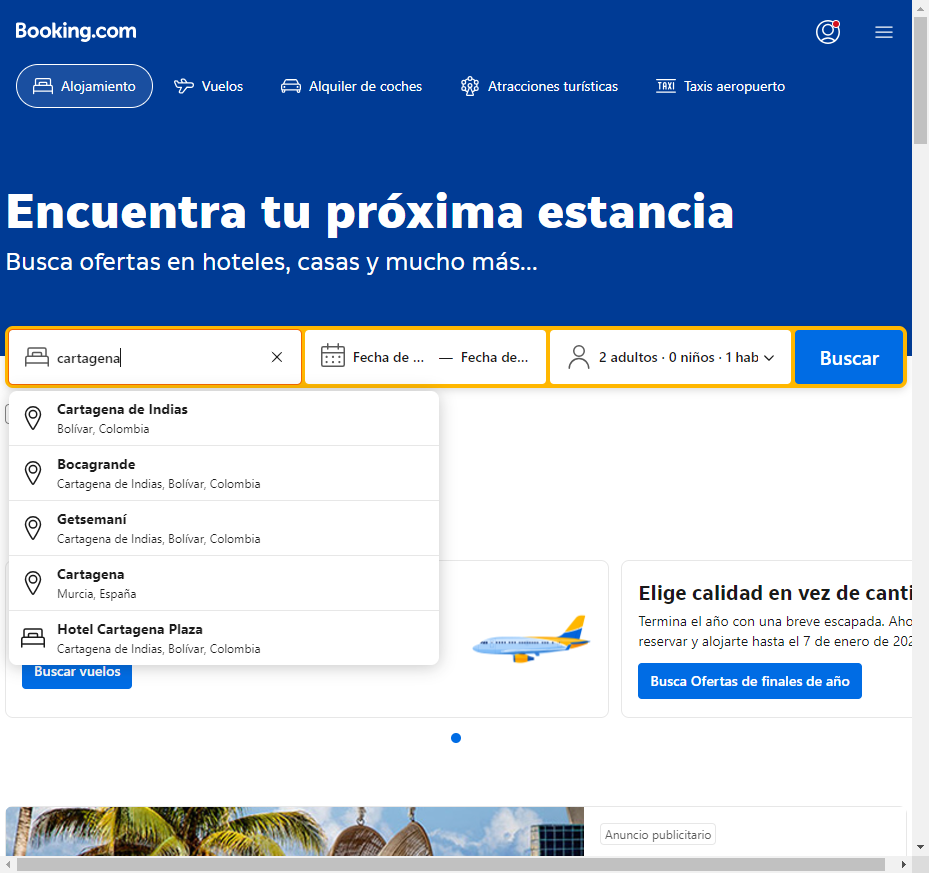 Booking.com
Alojamiento
Vuelos
Alquiler de coches
Atracciones turísticas
TAXI
Taxis aeropuerto
Encuentra tu próxima estancia
Busca ofertas en hoteles, casas y mucho más...
cartagena
Fecha de ... — Fecha de...
2 adultos · 0 niños · 1 hab
Buscar
Cartagena de Indias
Bolívar, Colombia
Bocagrande
Cartagena de Indias, Bolívar, Colombia
Getsemaní
Cartagena de Indias, Bolívar, Colombia
Cartagena
Murcia, España
Hotel Cartagena Plaza
Cartagena de Indias, Bolívar, Colombia
Buscar vuelos
Elige calidad en vez de canti
Termina el año con una breve escapada. Aho
reservar y alojarte hasta el 7 de enero de 202
Busca Ofertas de finales de año
Anuncio publicitario